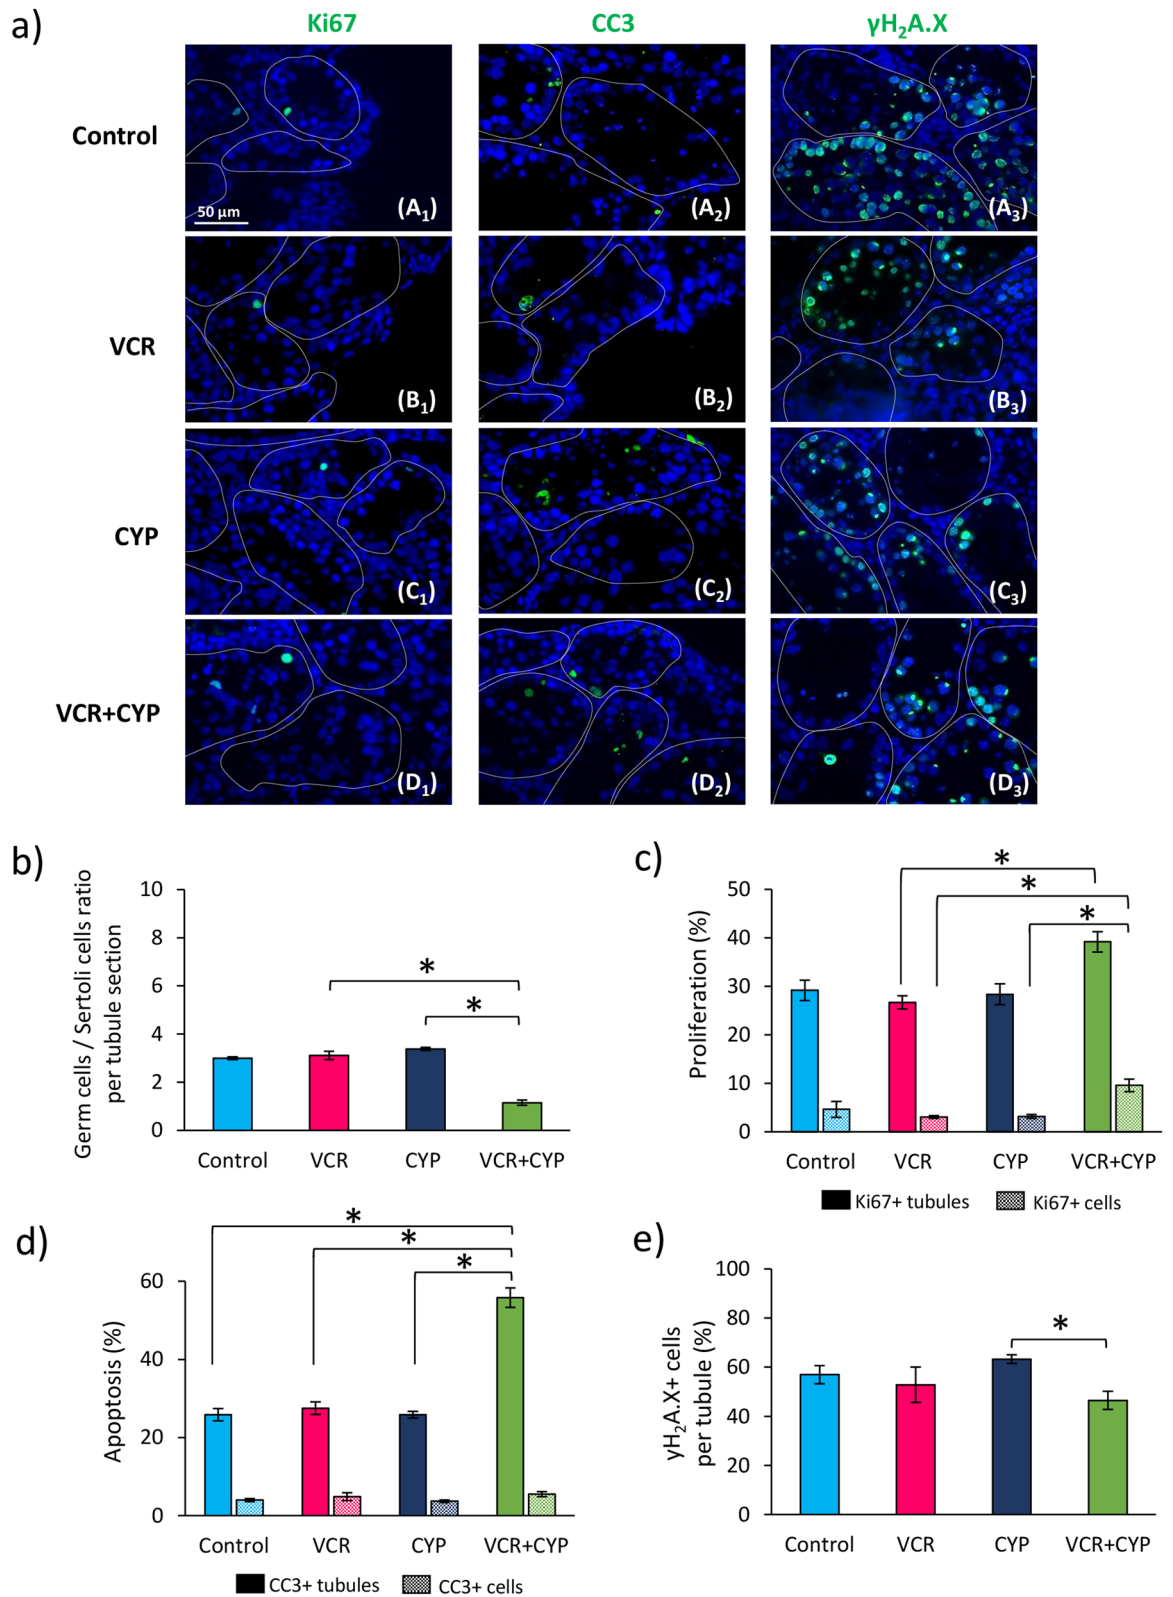 a)
Ki67 CC3 γH₂A.X
Control
50 μm
(A₁) (A₂) (A₃)
VCR
(B₁) (B₂) (B₃)
CYP
(C₁) (C₂) (C₃)
VCR+CYP
(D₁) (D₂) (D₃)
b)
Germ cells / Sertoli cells ratio
per tubule section
10
8
6
4
2
0
*
*
Control VCR CYP VCR+CYP
c)
Proliferation (%)
50
40
30
20
10
0
*
*
*
Control VCR CYP VCR+CYP
Ki67+ tubules Ki67+ cells
d)
Apoptosis (%)
60
40
20
0
*
*
*
Control VCR CYP VCR+CYP
CC3+ tubules CC3+ cells
e)
γH₂A.X+ cells
per tubule (%)
100
80
60
40
20
0
*
Control VCR CYP VCR+CYP